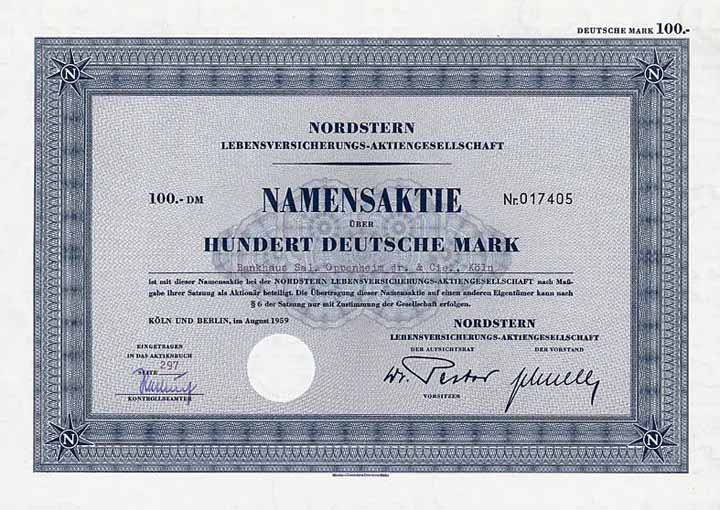 DEUTSCHE MARK 100.-
N N
NORDSTERN
LEBENSVERSICHERUNGS-AKTIENGESELLSCHAFT
100.- DM NAMENSAKTIE Nr. 017405
ÜBER
HUNDERT DEUTSCHE MARK
Bankhaus Sal. Oppenheim jr. & Cie., Köln
ist mit dieser Namensaktie bei der NORDSTERN LEBENSVERSICHERUNGS-AKTIENGESELLSCHAFT nach Maß-
gabe ihrer Satzung als Aktionär beteiligt. Die Übertragung dieser Namensaktie auf einen anderen Eigentümer kann nach
§ 6 der Satzung nur mit Zustimmung der Gesellschaft erfolgen.
KÖLN UND BERLIN, im August 1959
NORDSTERN
LEBENSVERSICHERUNGS-AKTIENGESELLSCHAFT
EINGETRAGEN
IN DAS AKTIENBUCH
SEITE 297
KONTROLLBEAMTER
DER AUFSICHTSRAT DER VORSTAND
VORSITZER
N N